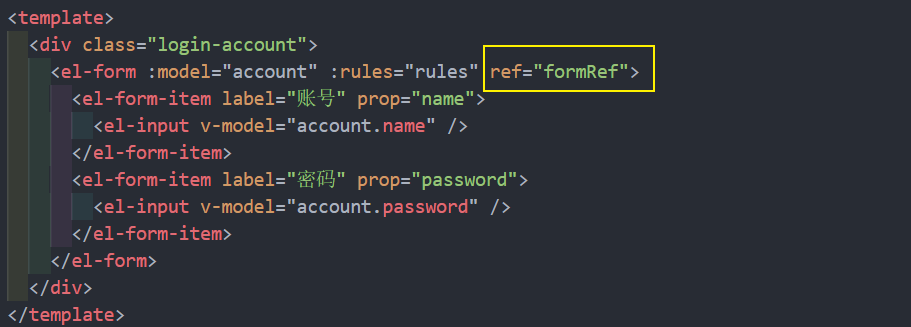 <template>
<div class="login-account">
<el-form :model="account" :rules="rules" ref="formRef">
<el-form-item label="账号" prop="name">
<el-input v-model="account.name" />
</el-form-item>
<el-form-item label="密码" prop="password">
<el-input v-model="account.password" />
</el-form-item>
</el-form>
</div>
</template>